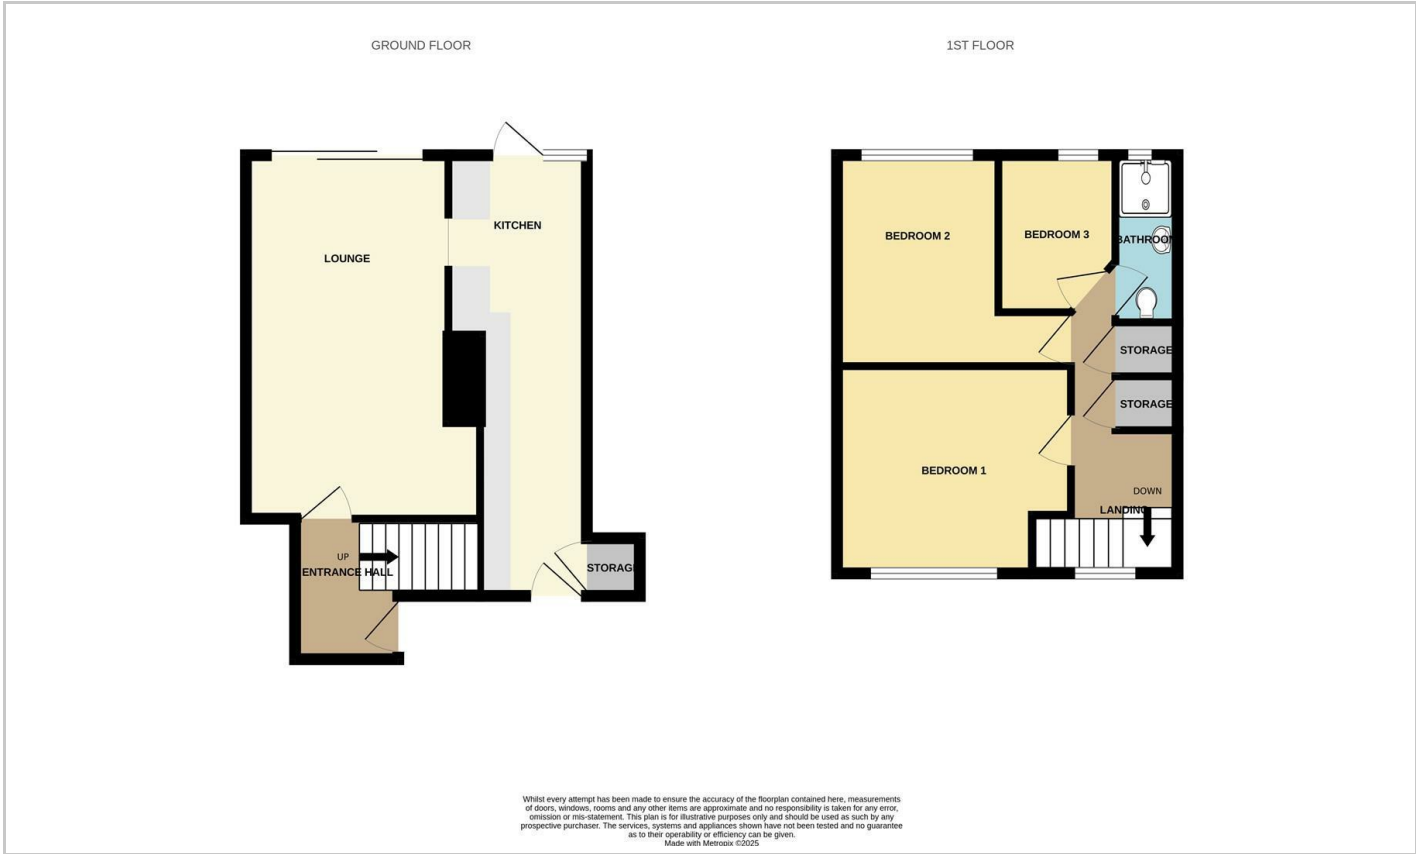 GROUND FLOOR
LOUNGE
KITCHEN
UP
ENTRANCE HALL
STORAGE
1ST FLOOR
BEDROOM 2
BEDROOM 3
BATHROOM
STORAGE
STORAGE
BEDROOM 1
DOWN
LANDING
Whilst every attempt has been made to ensure the accuracy of the floorplan contained here, measurements
of doors, windows, rooms and any other items are approximate and no responsibility is taken for any error,
omission or mis-statement. This plan is for illustrative purposes only and should be used as such by any
prospective purchaser. The services, systems and appliances shown have not been tested and no guarantee
as to their operability or efficiency can be given.
Made with Metropix ©2025